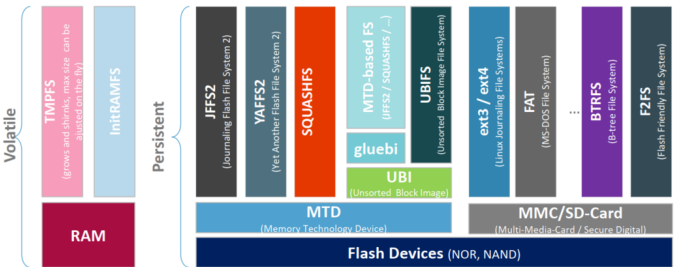 Volatile
TMPFS
(grows and shirnks, max size can be
ajusted on the fly)
InitRAMFS
RAM
Persistent
JFFS2
(Journaling Flash File System 2)
YAFFS2
(Yet Another Flash File System)
SQUASHFS
MTD-based FS
(JFFS2 / SQUASHFS / ...)
gluebi
UBIFS
(Unsorted Block Image File System)
UBI
(Unsorted Block Image)
MTD
(Memory Technology Device)
ext3 / ext4
(Linux Journaling File Systems)
FAT
(MS-DOS File System)
...
BTRFS
(B-tree File System)
F2FS
(Flash Friendly File System)
MMC/SD-Card
(Multi-Media-Card / Secure Digital)
Flash Devices (NOR, NAND)